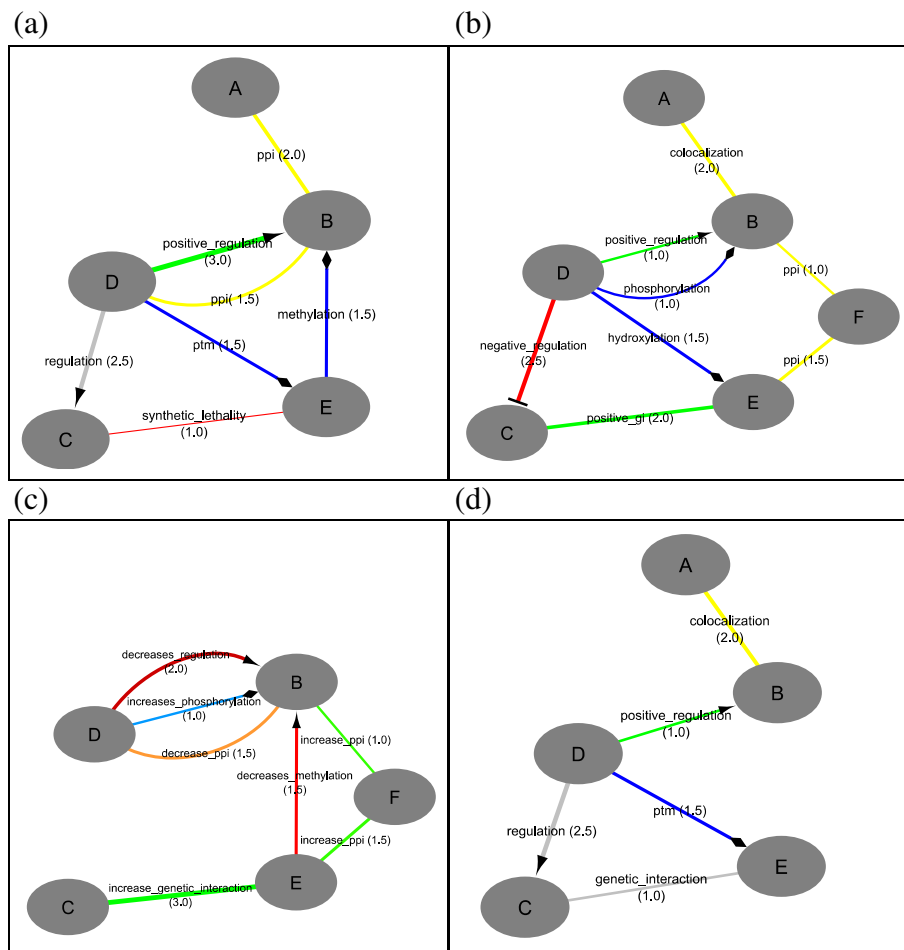 (a)
A
ppi (2.0)
B
positive_regulation
(3.0)
D
ppi( 1.5)
methylation (1.5)
ptm (1.5)
regulation (2.5)
E
synthetic_lethality
(1.0)
C
(b)
A
colocalization
(2.0)
B
positive_regulation
(1.0)
D
ppi (1.0)
phosphorylation
(1.0)
F
negative_regulation
(2.5)
hydroxylation (1.5)
ppi (1.5)
E
positive_gi (2.0)
C
(c)
decreases_regulation
(2.0)
B
increases_phosphorylation
(1.0)
D
decrease_ppi (1.5)
increase_ppi (1.0)
decreases_methylation
(1.5)
F
increase_ppi (1.5)
E
increase_genetic_interaction
(3.0)
C
(d)
A
colocalization
(2.0)
B
positive_regulation
(1.0)
D
ptm (1.5)
regulation (2.5)
E
genetic_interaction
(1.0)
C